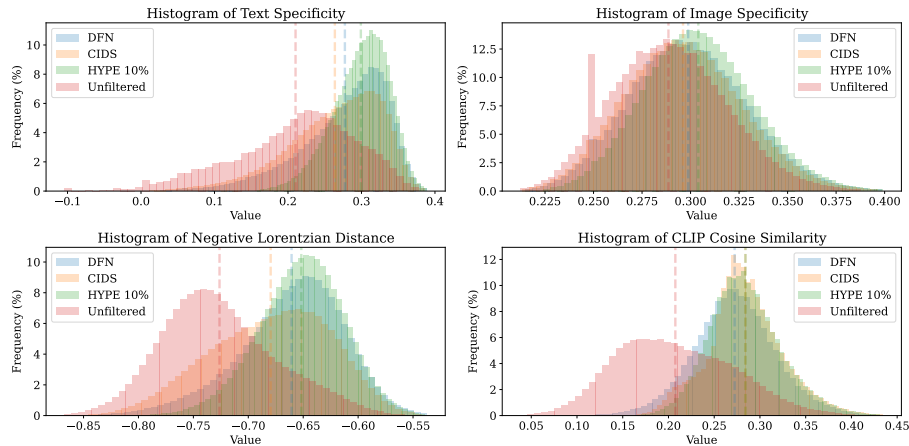 Histogram of Text Specificity
Frequency (%)
10
8
6
4
2
0
DFN
CIDS
HYPE 10%
Unfiltered
−0.1
0.0
0.1
0.2
0.3
0.4
Value
Histogram of Image Specificity
Frequency (%)
12.5
10.0
7.5
5.0
2.5
0.0
DFN
CIDS
HYPE 10%
Unfiltered
0.225
0.250
0.275
0.300
0.325
0.350
0.375
0.400
Value
Histogram of Negative Lorentzian Distance
Frequency (%)
10
8
6
4
2
0
DFN
CIDS
HYPE 10%
Unfiltered
−0.85
−0.80
−0.75
−0.70
−0.65
−0.60
−0.55
Value
Histogram of CLIP Cosine Similarity
Frequency (%)
12
10
8
6
4
2
0
DFN
CIDS
HYPE 10%
Unfiltered
0.05
0.10
0.15
0.20
0.25
0.30
0.35
0.40
0.45
Value